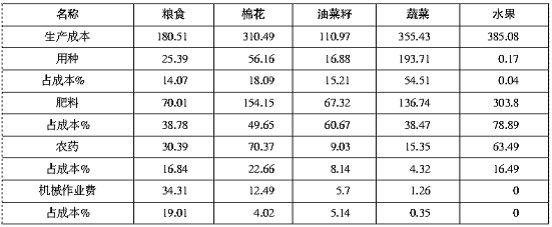 名称 粮食 棉花 油菜籽 蔬菜 水果
生产成本 180.51 310.49 110.97 355.43 385.08
用种 25.39 56.16 16.88 193.71 0.17
占成本% 14.07 18.09 15.21 54.51 0.04
肥料 70.01 154.15 67.32 136.74 303.8
占成本% 38.78 49.65 60.67 38.47 78.89
农药 30.39 70.37 9.03 15.35 63.49
占成本% 16.84 22.66 8.14 4.32 16.49
机械作业费 34.31 12.49 5.7 1.26 0
占成本% 19.01 4.02 5.14 0.35 0